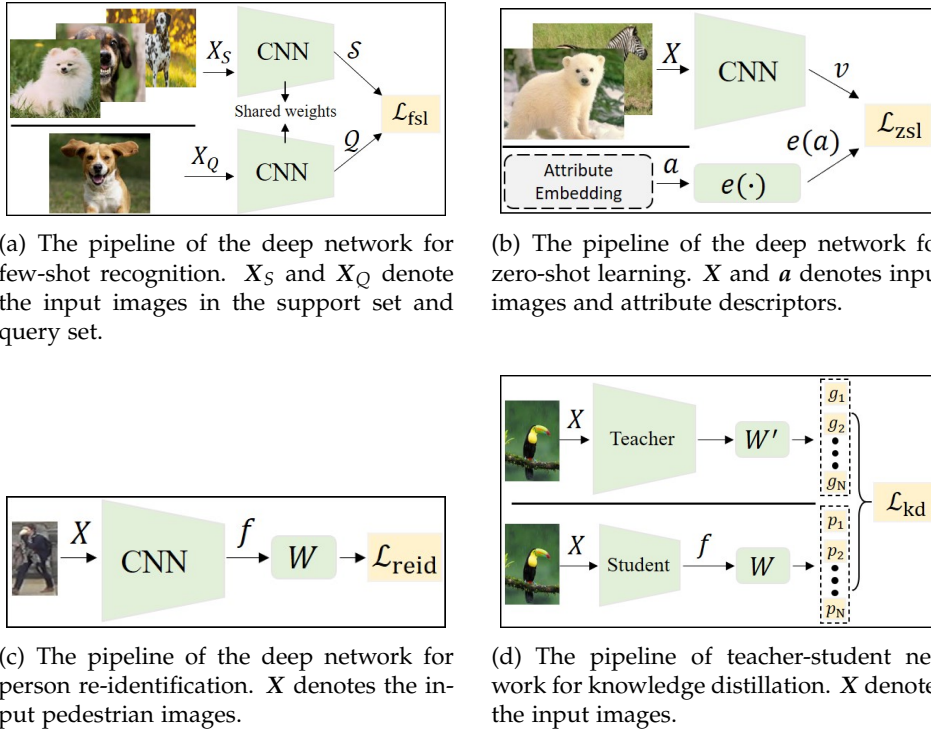 X_S
CNN
S
Shared weights
L_fsl
X_Q
CNN
Q
(a) The pipeline of the deep network for
few-shot recognition. X_S and X_Q denote
the input images in the support set and
query set.
X
CNN
v
L_zsl
e(a)
Attribute
Embedding
a
e(·)
(b) The pipeline of the deep network fo
zero-shot learning. X and a denotes inpu
images and attribute descriptors.
X
CNN
f
W
L_reid
(c) The pipeline of the deep network for
person re-identification. X denotes the in-
put pedestrian images.
X
Teacher
W'
g_1
g_2
g_N
L_kd
X
Student
f
W
p_1
p_2
p_N
(d) The pipeline of teacher-student ne
work for knowledge distillation. X denote
the input images.